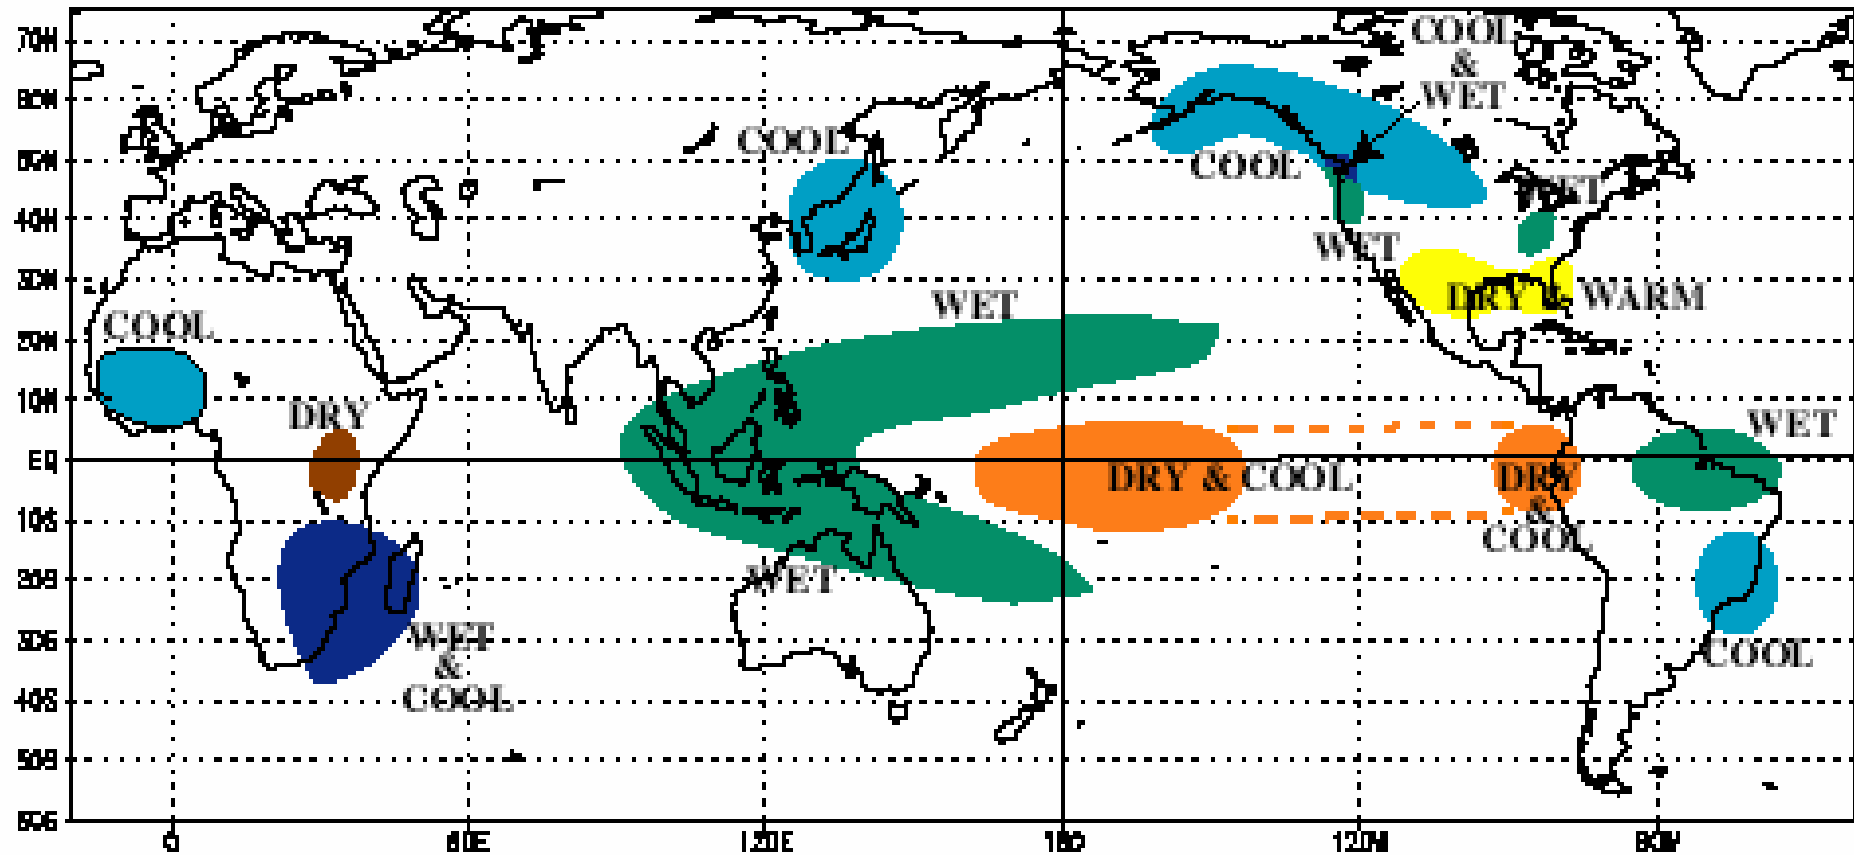 70N
60N
50N
40N
30N
20N
10N
EQ
10S
20S
30S
40S
50S
60S
0
60E
120E
180
120W
60W
COOL
&
WET
COOL
COOL
WET
WET
DRY & WARM
WET
COOL
DRY
WET
DRY & COOL
DRY
&
COOL
WET
WET
&
COOL
COOL